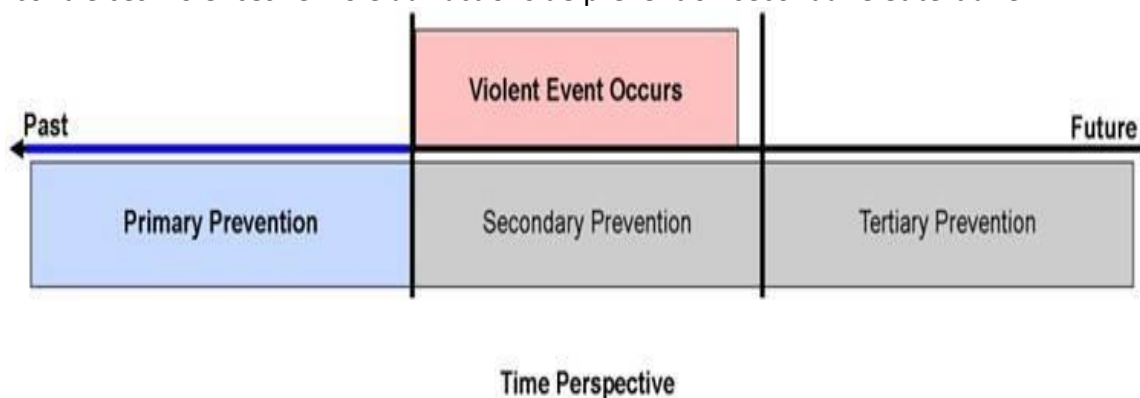 Violent Event Occurs
Past
Future
Primary Prevention
Secondary Prevention
Tertiary Prevention
Time Perspective